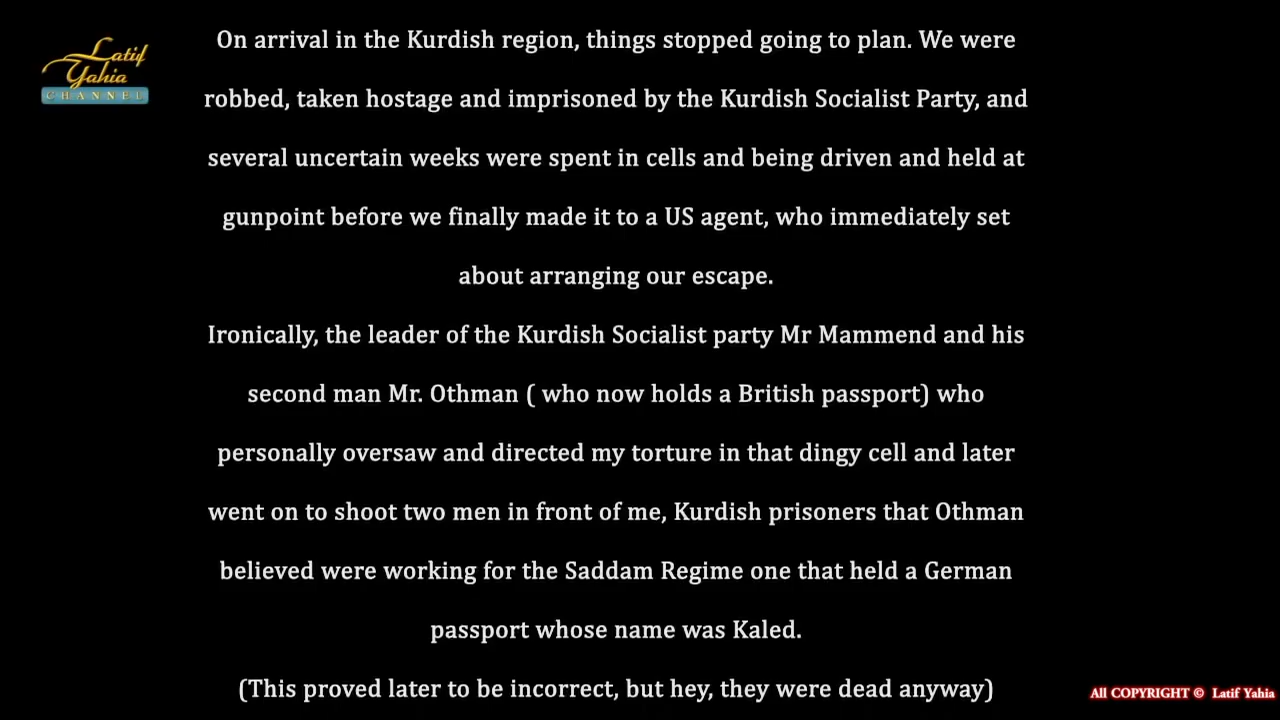 Latif
Yahia
CHANNEL
On arrival in the Kurdish region, things stopped going to plan. We were
robbed, taken hostage and imprisoned by the Kurdish Socialist Party, and
several uncertain weeks were spent in cells and being driven and held at
gunpoint before we finally made it to a US agent, who immediately set
about arranging our escape.
Ironically, the leader of the Kurdish Socialist party Mr Mammend and his
second man Mr. Othman ( who now holds a British passport) who
personally oversaw and directed my torture in that dingy cell and later
went on to shoot two men in front of me, Kurdish prisoners that Othman
believed were working for the Saddam Regime one that held a German
passport whose name was Kaled.
(This proved later to be incorrect, but hey, they were dead anyway)
All COPYRIGHT © Latif Yahia